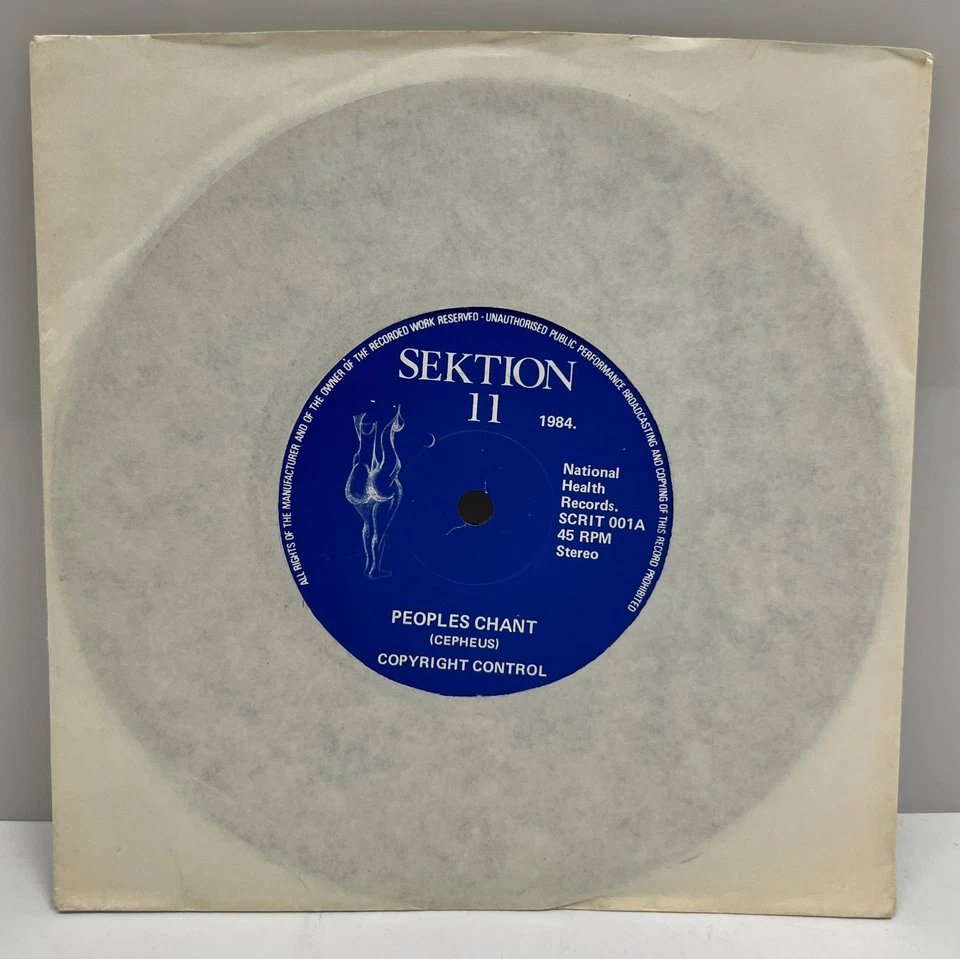 ALL RIGHTS OF THE MANUFACTURER AND OF THE OWNER OF THE RECORDED WORK RESERVED - UNAUTHORISED PUBLIC PERFORMANCE BROADCASTING AND COPYING OF THIS RECORD PROHIBITED
SEKTION
11
1984.
National
Health
Records.
SCRIT 001A
45 RPM
Stereo
PEOPLES CHANT
(CEPHEUS)
COPYRIGHT CONTROL